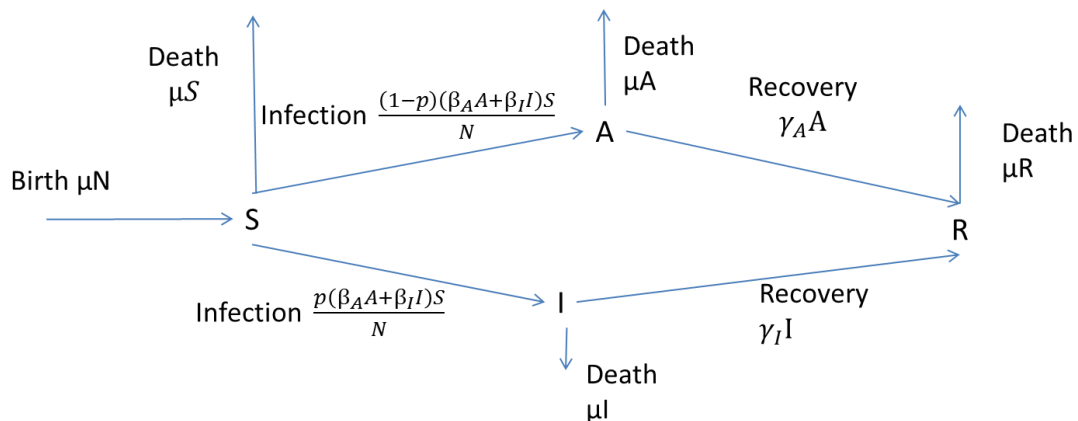 Death
μS
Death
μA
Infection (1−p)(β_A A+β_I I)S / N
Recovery
γ_A A
A
Death
μR
Birth μN
S
R
Infection p(β_A A+β_I I)S / N
I
Recovery
γ_I I
Death
μI